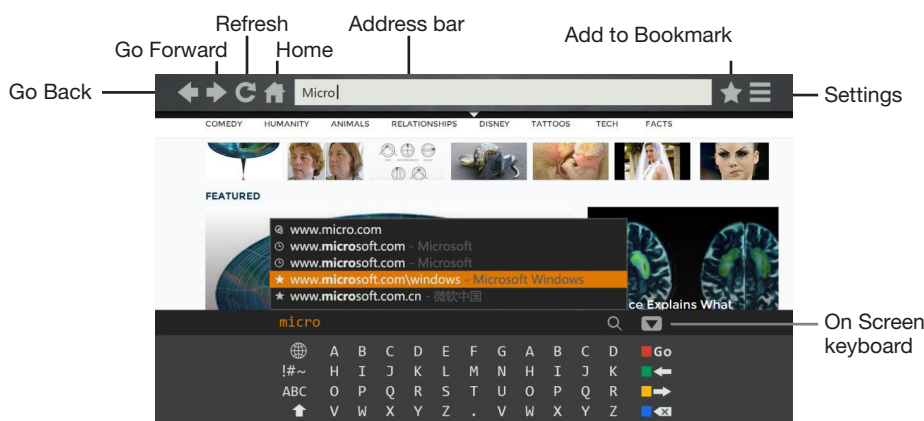 Refresh
Address bar
Go Forward
Home
Add to Bookmark
Go Back
Micro
Settings
COMEDY HUMANITY ANIMALS RELATIONSHIPS DISNEY TATTOOS TECH FACTS
FEATURED
www.micro.com
www.microsoft.com - Microsoft
www.microsoft.com - Microsoft
www.microsoft.com\windows - Microsoft Windows
www.microsoft.com.cn - 微软中国
ce Explains What
micro
On Screen
keyboard
A B C D E F G A B C D Go
!#~ H I J K L M N H I J K
ABC O P Q R S T U O P Q R
V W X Y Z . V W X Y Z